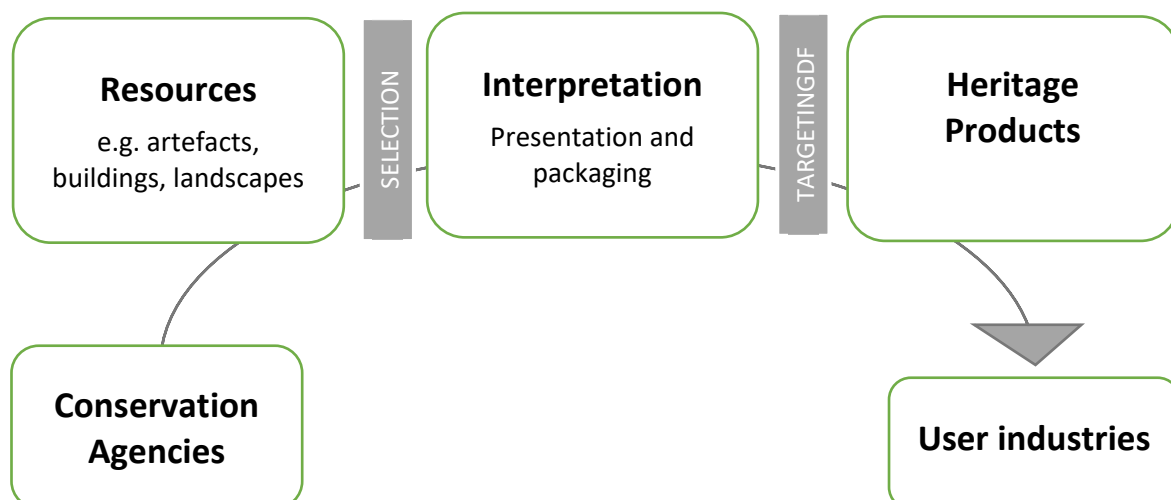 Resources
e.g. artefacts,
buildings, landscapes
SELECTION
Interpretation
Presentation and
packaging
TARGETINGDF
Heritage
Products
Conservation
Agencies
User industries